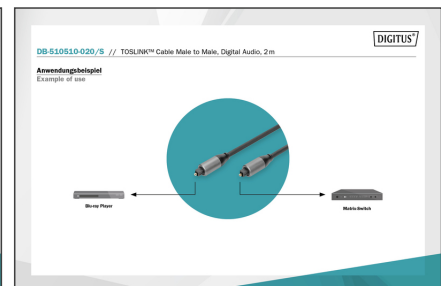 DIGITUS®
DB-510510-020/S // TOSLINK™ Cable Male to Male, Digital Audio, 2 m
Anwendungsbeispiel
Example of use
Blu-ray Player
Matrix Switch